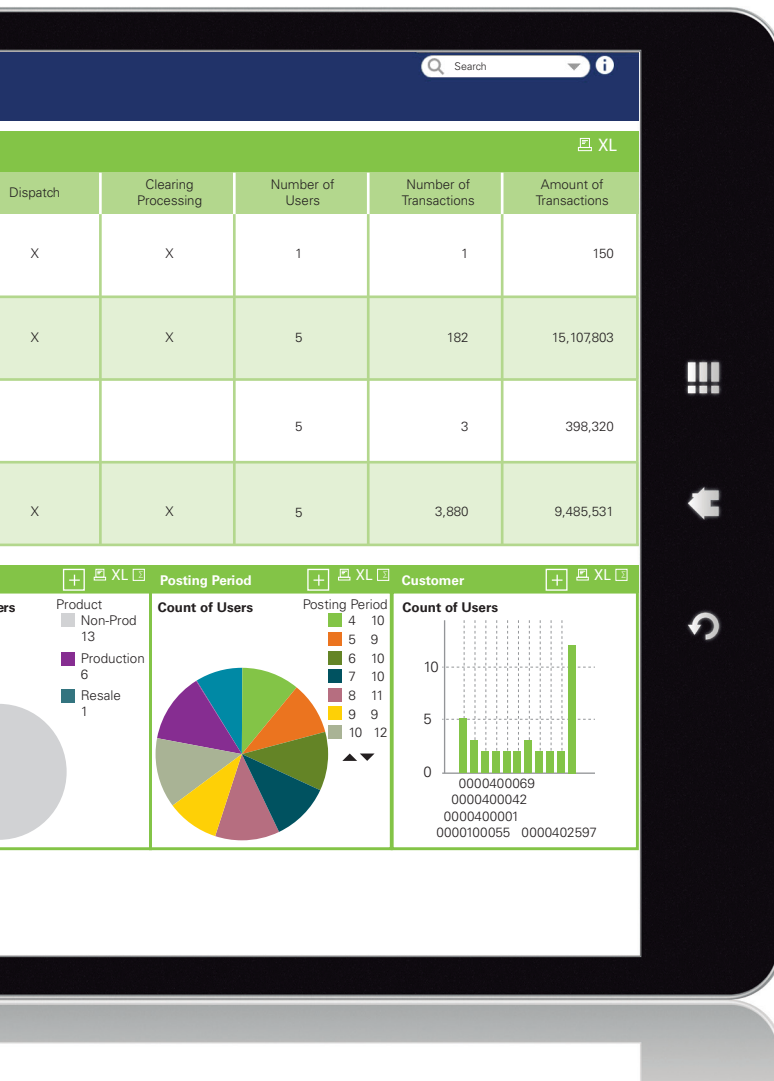 Search
XL
Dispatch Clearing Processing Number of Users Number of Transactions Amount of Transactions
X X 1 1 150
X X 5 182 15,107,803
5 3 398,320
X X 5 3,880 9,485,531
XL
Posting Period XL
Customer XL
ers
Product
Non-Prod
13
Production
6
Resale
1
Count of Users
Posting Period
4 10
5 9
6 10
7 10
8 11
9 9
10 12
Count of Users
10
5
0
0000400069
0000400042
0000400001
0000100055 0000402597